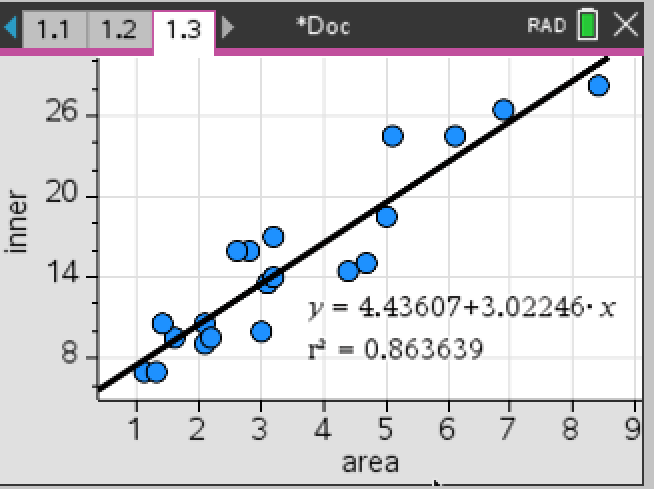 1.1 1.2 1.3 *Doc RAD
26
20
14
8
inner
y = 4.43607+3.02246· x
r² = 0.863639
1 2 3 4 5 6 7 8 9
area